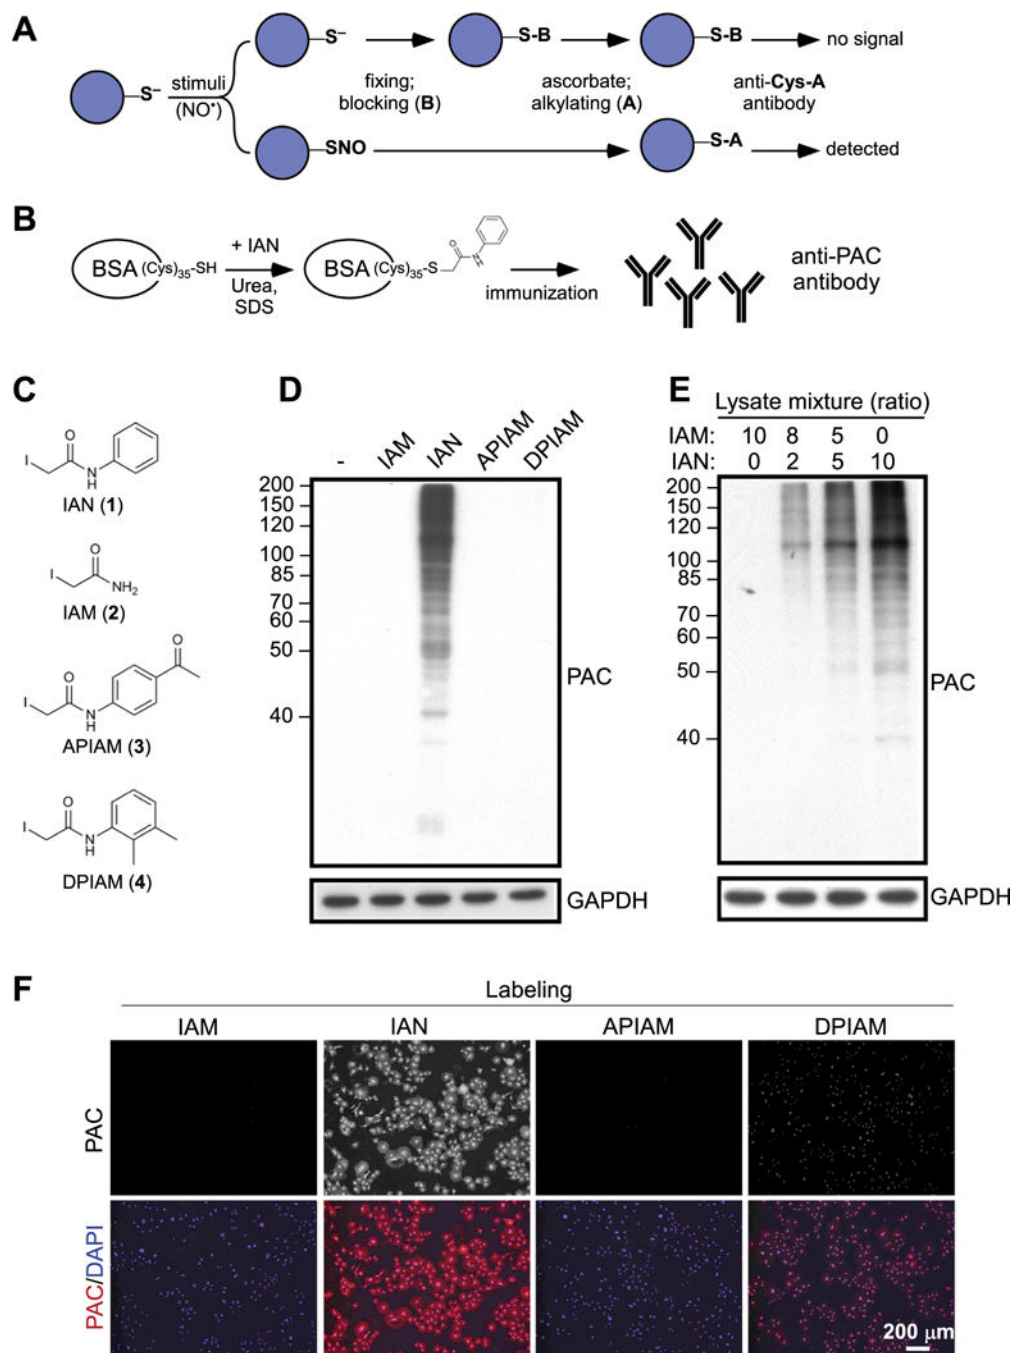 A
S–
stimuli
(NO•)
S–
fixing;
blocking (B)
S-B
ascorbate;
alkylating (A)
S-B
anti-Cys-A
antibody
no signal
SNO
S-A
detected
B
BSA (Cys)35-SH
+ IAN
Urea,
SDS
BSA (Cys)35-S
O
N
H
immunization
anti-PAC
antibody
C
I
O
N
H
IAN (1)
I
O
NH2
IAM (2)
I
O
N
H
O
APIAM (3)
I
O
N
H
DPIAM (4)
D
- IAM IAN APIAM DPIAM
200
150
120
100
85
70
60
50
40
PAC
GAPDH
E
Lysate mixture (ratio)
IAM: 10 8 5 0
IAN: 0 2 5 10
200
150
120
100
85
70
60
50
40
PAC
GAPDH
F
Labeling
IAM IAN APIAM DPIAM
PAC
PAC/DAPI
200 µm